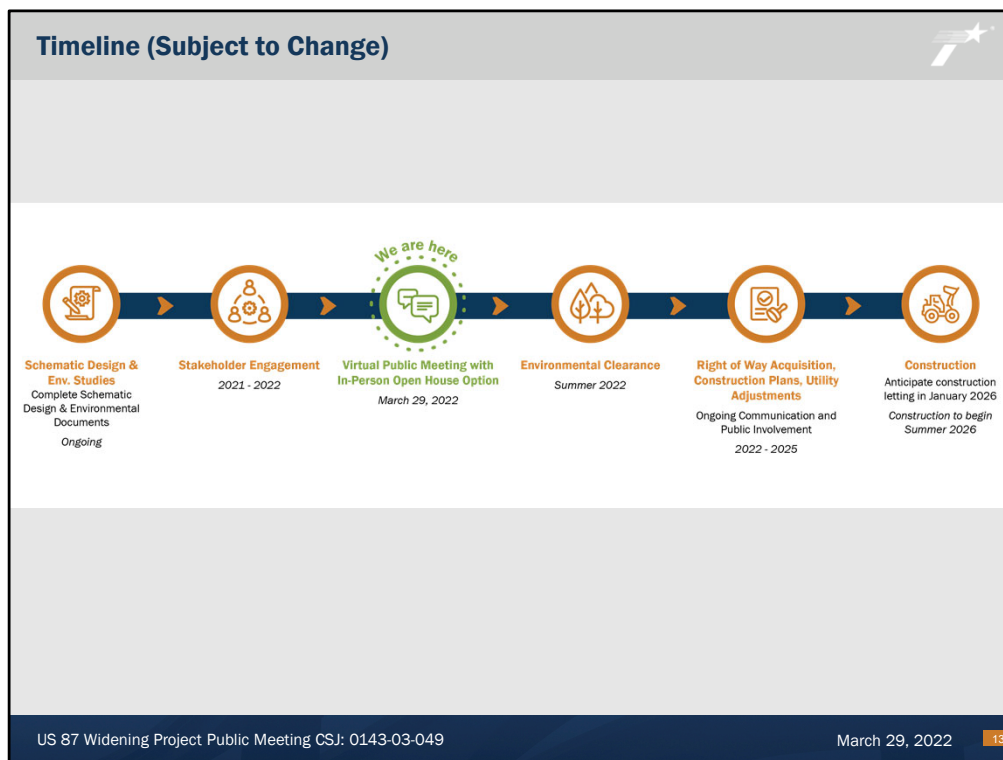 Timeline (Subject to Change)
We are here
Schematic Design &
Env. Studies
Complete Schematic
Design & Environmental
Documents
Ongoing
Stakeholder Engagement
2021 - 2022
Virtual Public Meeting with
In-Person Open House Option
March 29, 2022
Environmental Clearance
Summer 2022
Right of Way Acquisition,
Construction Plans, Utility
Adjustments
Ongoing Communication and
Public Involvement
2022 - 2025
Construction
Anticipate construction
letting in January 2026
Construction to begin
Summer 2026
US 87 Widening Project Public Meeting CSJ: 0143-03-049
March 29, 2022
13